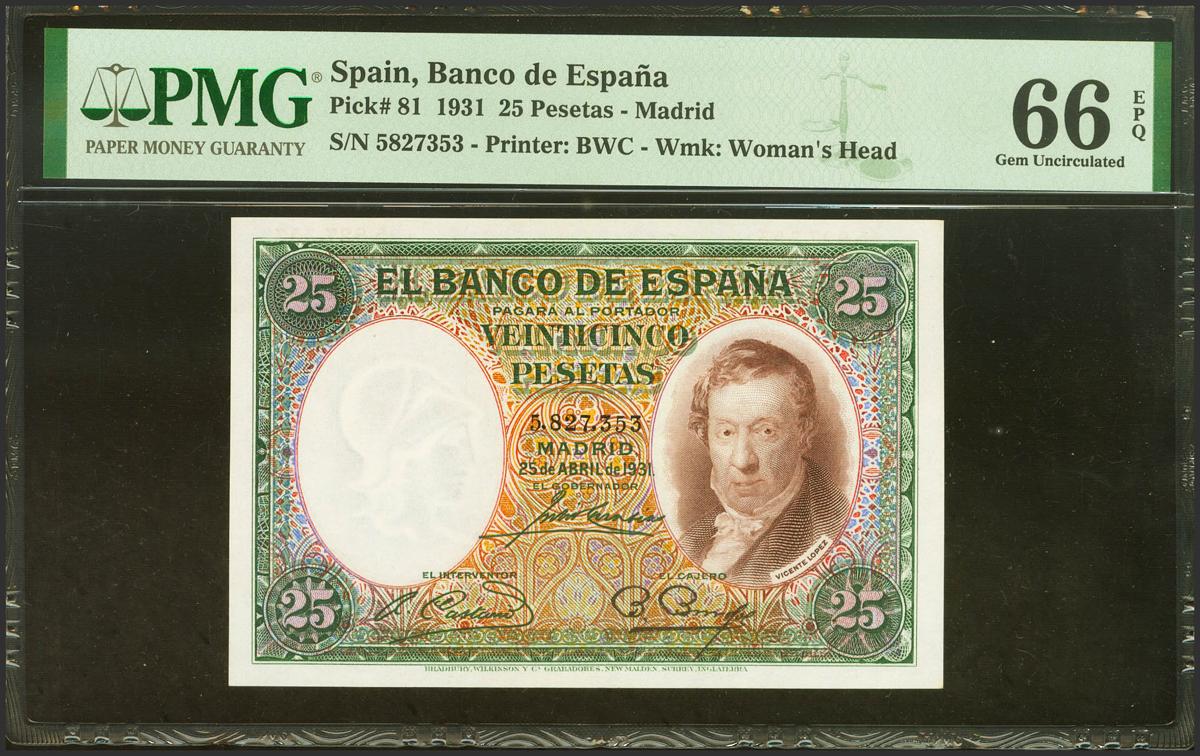 PMG®
PAPER MONEY GUARANTY
Spain, Banco de España
Pick# 81 1931 25 Pesetas - Madrid
S/N 5827353 - Printer: BWC - Wmk: Woman's Head
66 EPQ
Gem Uncirculated
25 EL BANCO DE ESPAÑA 25
PAGARA AL PORTADOR
VEINTICINCO
PESETAS
5.827.353
MADRID
25 de ABRIL de 1931
EL GOBERNADOR
VICENTE LOPEZ
EL INTERVENTOR EL CAJERO
25 25
BRADBURY, WILKINSON Y Cª GRABADORES, NEW MALDEN, SURREY, INGLATERRA